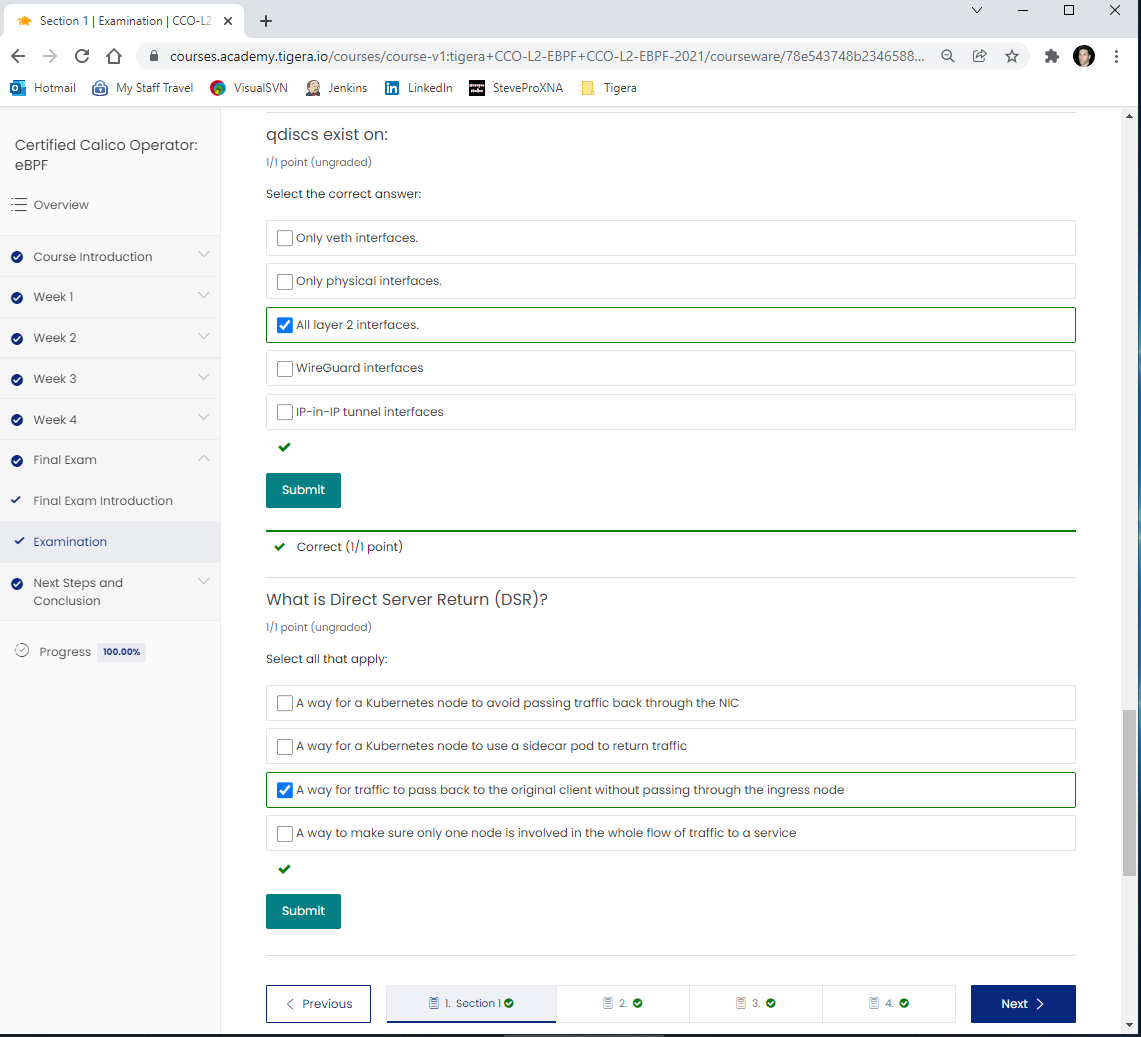 Section 1 | Examination | CCO-L2-
courses.academy.tigera.io/courses/course-v1:tigera+CCO-L2-EBPF+CCO-L2-EBPF-2021/courseware/78e543748b2346588...
Hotmail My Staff Travel VisualSVN Jenkins LinkedIn SteveProXNA Tigera
Certified Calico Operator:
eBPF
Overview
Course Introduction
Week 1
Week 2
Week 3
Week 4
Final Exam
Final Exam Introduction
Examination
Next Steps and
Conclusion
Progress 100.00%
qdiscs exist on:
1/1 point (ungraded)
Select the correct answer:
Only veth interfaces.
Only physical interfaces.
All layer 2 interfaces.
WireGuard interfaces
IP-in-IP tunnel interfaces
Submit
Correct (1/1 point)
What is Direct Server Return (DSR)?
1/1 point (ungraded)
Select all that apply:
A way for a Kubernetes node to avoid passing traffic back through the NIC
A way for a Kubernetes node to use a sidecar pod to return traffic
A way for traffic to pass back to the original client without passing through the ingress node
A way to make sure only one node is involved in the whole flow of traffic to a service
Submit
Previous 1. Section 1 2. 3. 4. Next